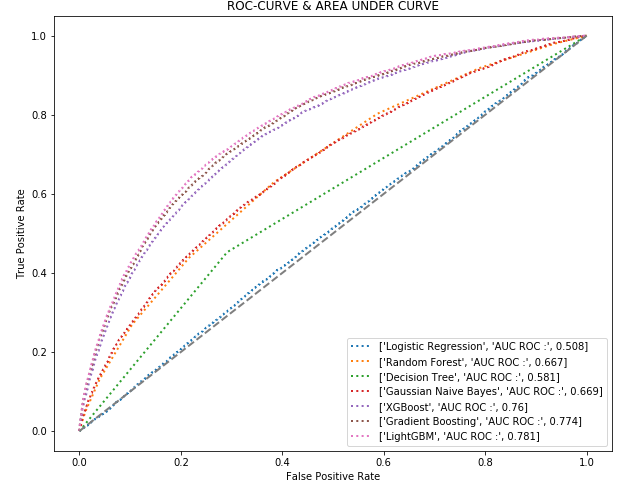 ROC-CURVE & AREA UNDER CURVE
1.0
0.8
0.6
0.4
0.2
0.0
True Positive Rate
['Logistic Regression', 'AUC ROC :', 0.508]
['Random Forest', 'AUC ROC :', 0.667]
['Decision Tree', 'AUC ROC :', 0.581]
['Gaussian Naive Bayes', 'AUC ROC :', 0.669]
['XGBoost', 'AUC ROC :', 0.76]
['Gradient Boosting', 'AUC ROC :', 0.774]
['LightGBM', 'AUC ROC :', 0.781]
0.0 0.2 0.4 0.6 0.8 1.0
False Positive Rate